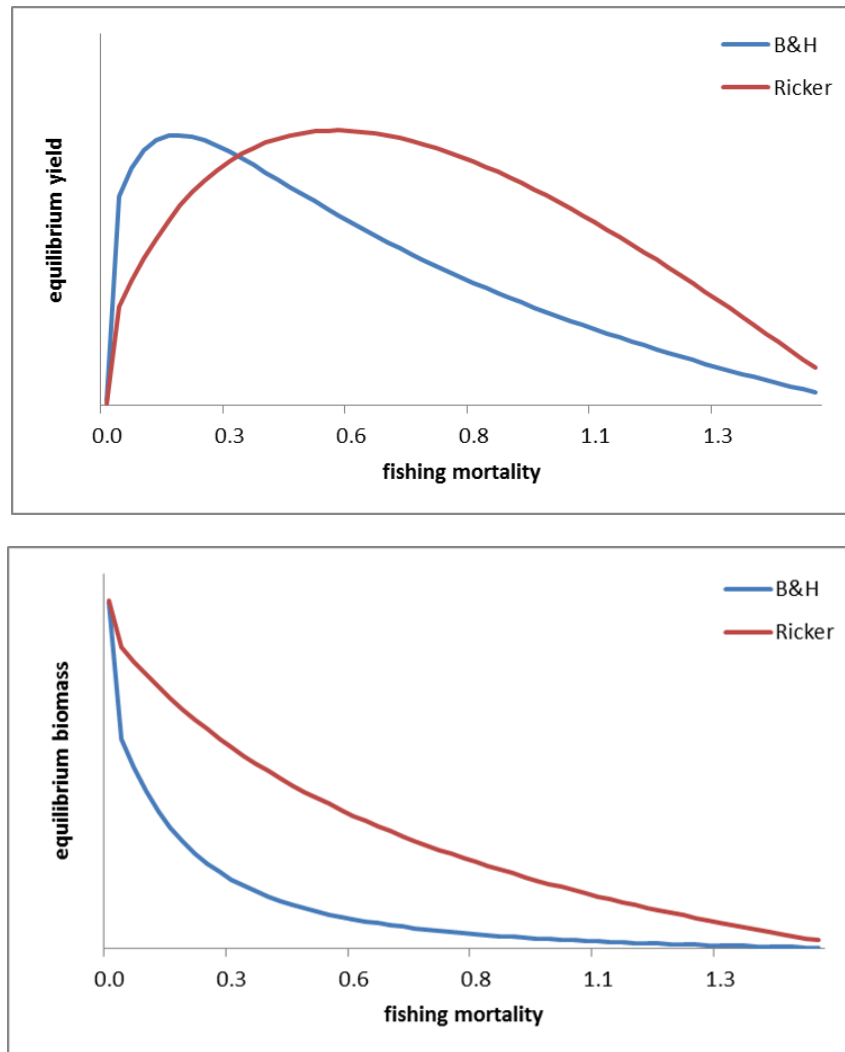 B&H
Ricker
equilibrium yield
0.0 0.3 0.6 0.8 1.1 1.3
fishing mortality
B&H
Ricker
equilibrium biomass
0.0 0.3 0.6 0.8 1.1 1.3
fishing mortality